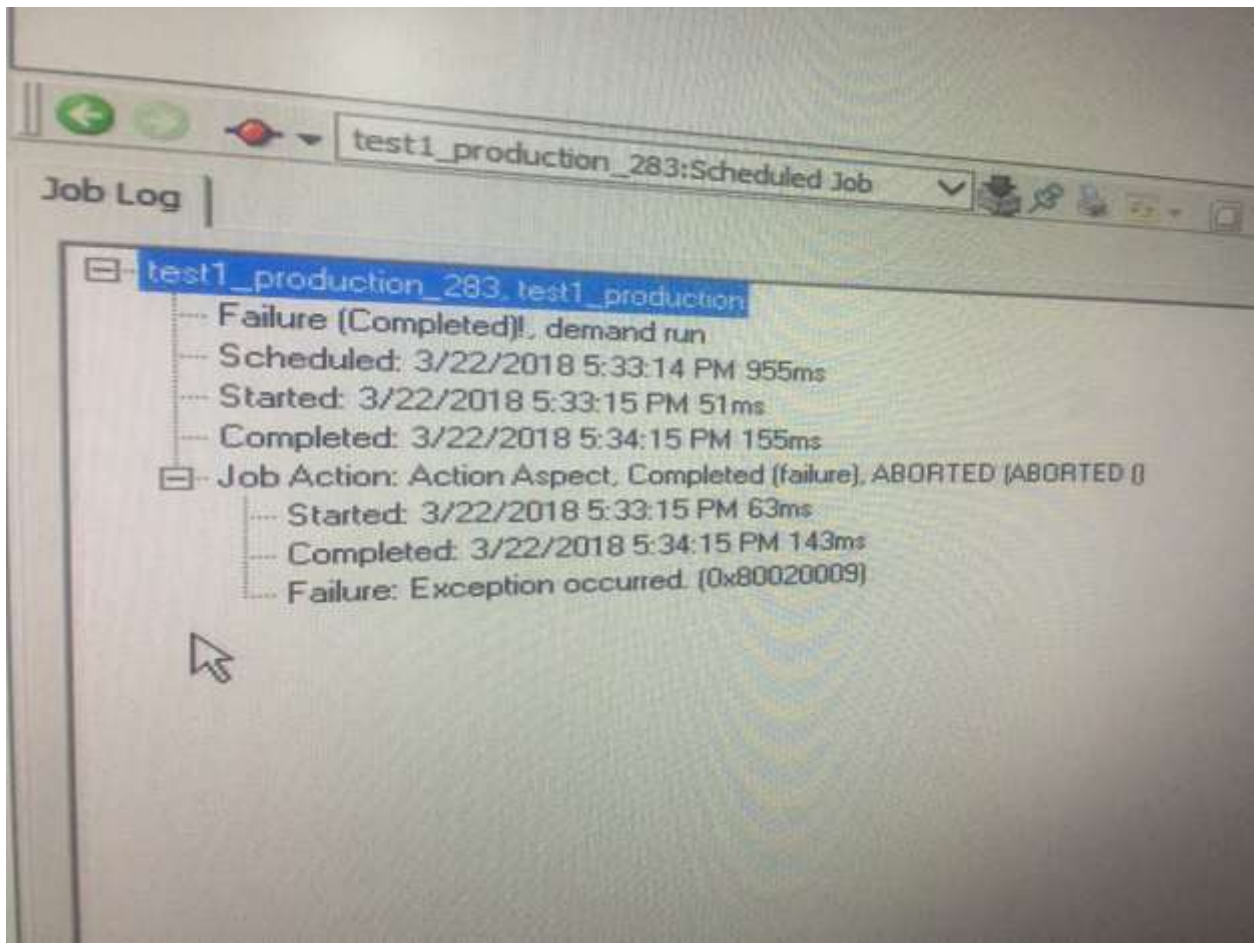 test1_production_283:Scheduled Job
Job Log
test1_production_283, test1_production
Failure (Completed)!, demand run
Scheduled: 3/22/2018 5:33:14 PM 955ms
Started: 3/22/2018 5:33:15 PM 51ms
Completed: 3/22/2018 5:34:15 PM 155ms
Job Action: Action Aspect, Completed (failure), ABORTED (ABORTED ()
Started: 3/22/2018 5:33:15 PM 63ms
Completed: 3/22/2018 5:34:15 PM 143ms
Failure: Exception occurred. (0x80020009)